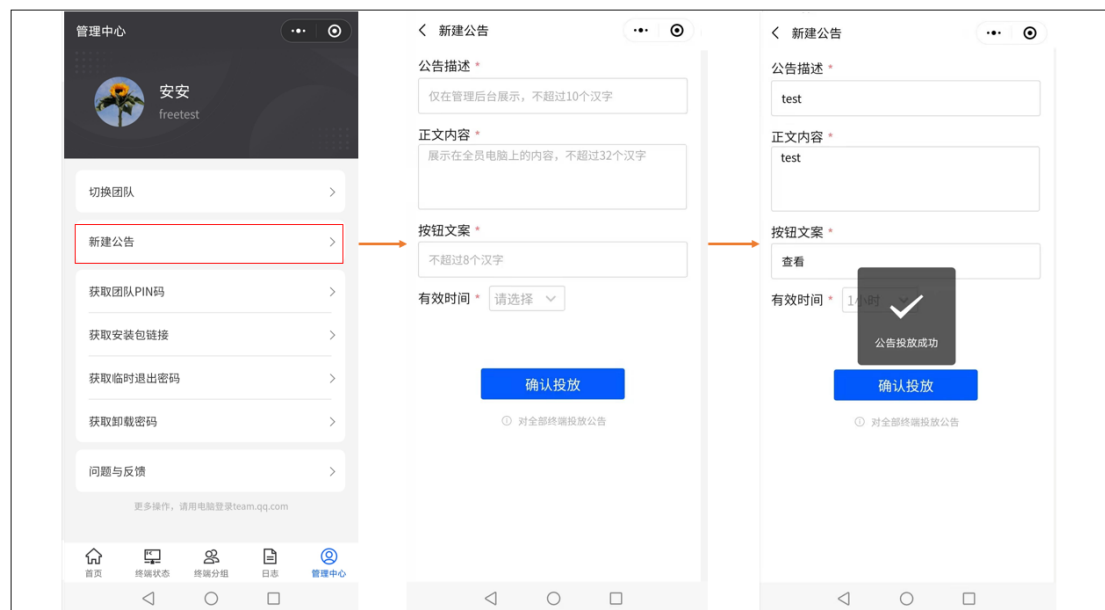 管理中心
安安
freetest
切换团队
新建公告
获取团队PIN码
获取安装包链接
获取临时退出密码
获取卸载密码
问题与反馈
更多操作，请用电脑登录team.qq.com
首页 终端状态 终端分组 日志 管理中心
新建公告
公告描述 *
仅在管理后台展示，不超过10个汉字
正文内容 *
展示在全员电脑上的内容，不超过32个汉字
按钮文案 *
不超过8个汉字
有效时间 * 请选择
确认投放
对全部终端投放公告
新建公告
公告描述 *
test
正文内容 *
test
按钮文案 *
查看
有效时间 * 1小时
公告投放成功
确认投放
对全部终端投放公告